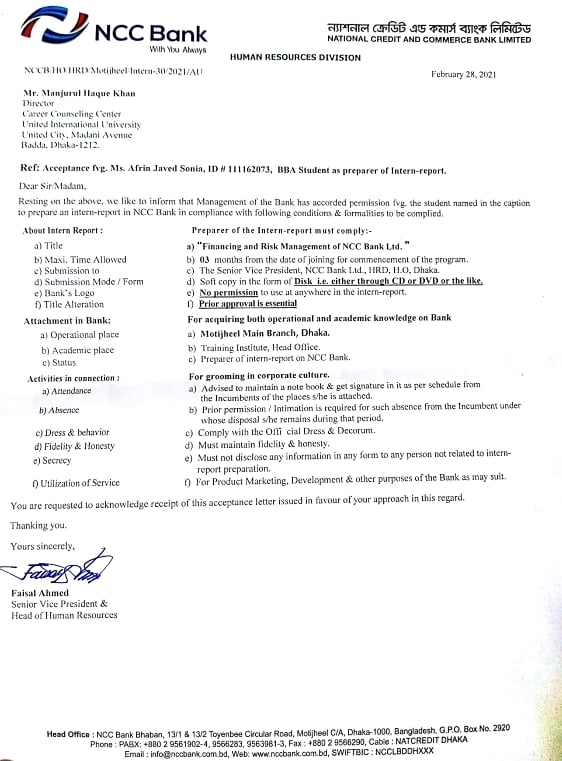 NCC Bank
With You Always
ন্যাশনাল ক্রেডিট এন্ড কমার্স ব্যাংক লিমিটেড
NATIONAL CREDIT AND COMMERCE BANK LIMITED
HUMAN RESOURCES DIVISION
NCCB/HO/HRD/Motijheel/Intern-30/2021/AU
February 28, 2021
Mr. Manjurul Haque Khan
Director
Career Counseling Center
United International University
United City, Madani Avenue
Badda, Dhaka-1212.
Ref: Acceptance fvg. Ms. Afrin Javed Sonia, ID # 111162073, BBA Student as preparer of Intern-report.
Dear Sir/Madam,
Resting on the above, we like to inform that Management of the Bank has accorded permission fvg. the student named in the caption
to prepare an intern-report in NCC Bank in compliance with following conditions & formalities to be complied.
About Intern Report : Preparer of the Intern-report must comply:-
a) Title a) “Financing and Risk Management of NCC Bank Ltd. ”
b) Maxi. Time Allowed b) 03 months from the date of joining for commencement of the program.
c) Submission to c) The Senior Vice President, NCC Bank Ltd., HRD, H.O, Dhaka.
d) Submission Mode / Form d) Soft copy in the form of Disk i.e. either through CD or DVD or the like.
e) Bank's Logo e) No permission to use at anywhere in the intern-report.
f) Title Alteration f) Prior approval is essential
Attachment in Bank: For acquiring both operational and academic knowledge on Bank
a) Operational place a) Motijheel Main Branch, Dhaka.
b) Academic place b) Training Institute, Head Office.
c) Status c) Preparer of intern-report on NCC Bank.
Activities in connection : For grooming in corporate culture.
a) Attendance a) Advised to maintain a note book & get signature in it as per schedule from
the Incumbents of the places s/he is attached.
b) Absence b) Prior permission / Intimation is required for such absence from the Incumbent under
whose disposal s/he remains during that period.
c) Dress & behavior c) Comply with the Offi cial Dress & Decorum.
d) Fidelity & Honesty d) Must maintain fidelity & honesty.
e) Secrecy e) Must not disclose any information in any form to any person not related to intern-
report preparation.
f) Utilization of Service f) For Product Marketing, Development & other purposes of the Bank as may suit.
You are requested to acknowledge receipt of this acceptance letter issued in favour of your approach in this regard.
Thanking you.
Yours sincerely,
Faisal Ahmed
Senior Vice President &
Head of Human Resources
Head Office : NCC Bank Bhaban, 13/1 & 13/2 Toyenbee Circular Road, Motijheel C/A, Dhaka-1000, Bangladesh, G.P.O. Box No. 2920
Phone : PABX: +880 2 9561902-4, 9566283, 9563981-3, Fax : +880 2 9566290, Cable : NATCREDIT DHAKA
Email : info@nccbank.com.bd, Web: www.nccbank.com.bd, SWIFTBIC : NCCLBDDHXXX